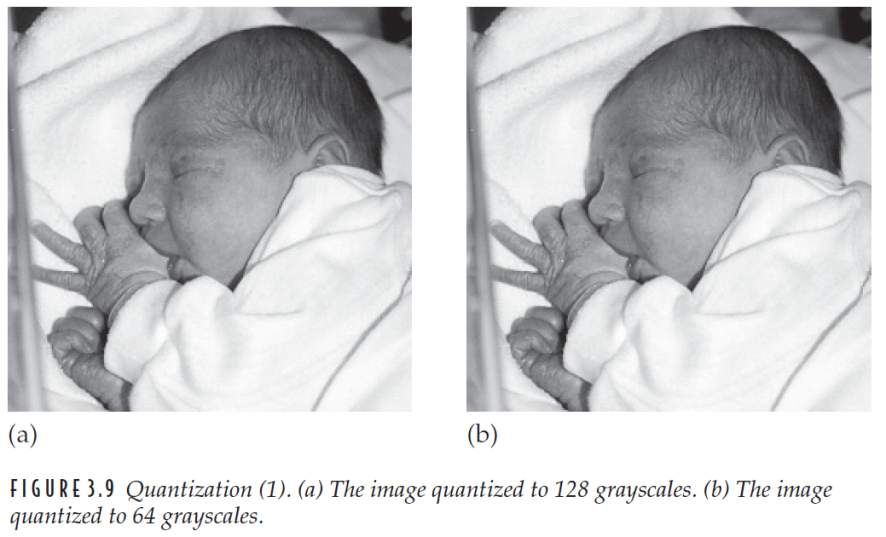 (a)
(b)
FIGURE 3.9 Quantization (1). (a) The image quantized to 128 grayscales. (b) The image
quantized to 64 grayscales.